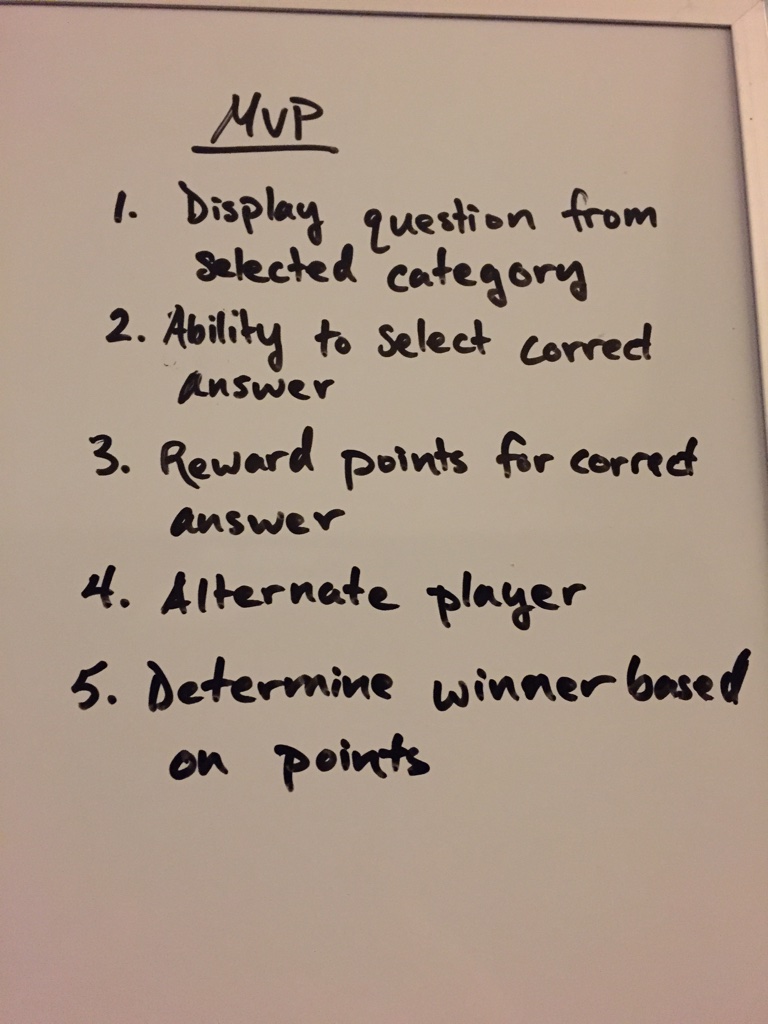 MVP
1. Display question from
selected category
2. Ability to select correct
answer
3. Reward points for correct
answer
4. Alternate player
5. Determine winner based
on points